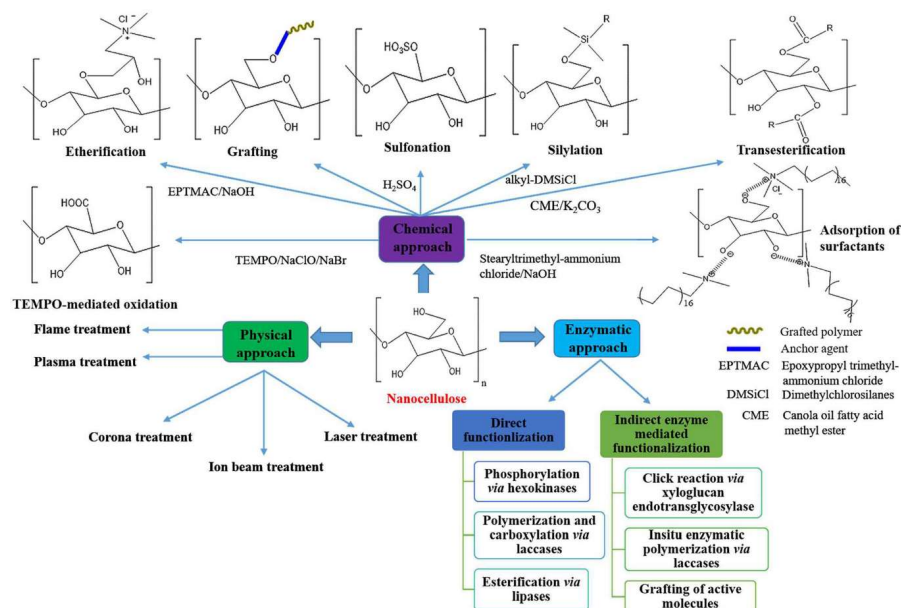 Cl
N
+
O
OH
O
O
HO
OH
n
Etherification
O
O
O
HO
OH
n
Grafting
HO₃S
O
O
O
HO
OH
n
Sulfonation
R
Si
O
O
O
HO
OH
n
Silylation
O
C
R
O
O
O
HO
O
R
C
O
n
Transesterification
EPTMAC/NaOH
H₂SO₄
alkyl-DMSiCl
CME/K₂CO₃
HOOC
O
O
HO
OH
n
TEMPO-mediated oxidation
TEMPO/NaClO/NaBr
Chemical
approach
Stearyltrimethyl-ammonium
chloride/NaOH
N
16
Cl
O
O
O
O
O
n
N
N
16
Adsorption of
surfactants
Flame treatment
Plasma treatment
Physical
approach
Corona treatment
Ion beam treatment
Laser treatment
HO
O
O
HO
OH
n
Nanocellulose
Enzymatic
approach
Grafted polymer
Anchor agent
EPTMAC Epoxypropyl trimethyl-
ammonium chloride
DMSiCl Dimethylchlorosilanes
CME Canola oil fatty acid
methyl ester
Direct
functionlization
Phosphorylation
via hexokinases
Polymerization and
carboxylation via
laccases
Esterification via
lipases
Indirect enzyme
mediated
functionalization
Click reaction via
xyloglucan
endotransglycosylase
Insitu enzymatic
polymerization via
laccases
Grafting of active
molecules